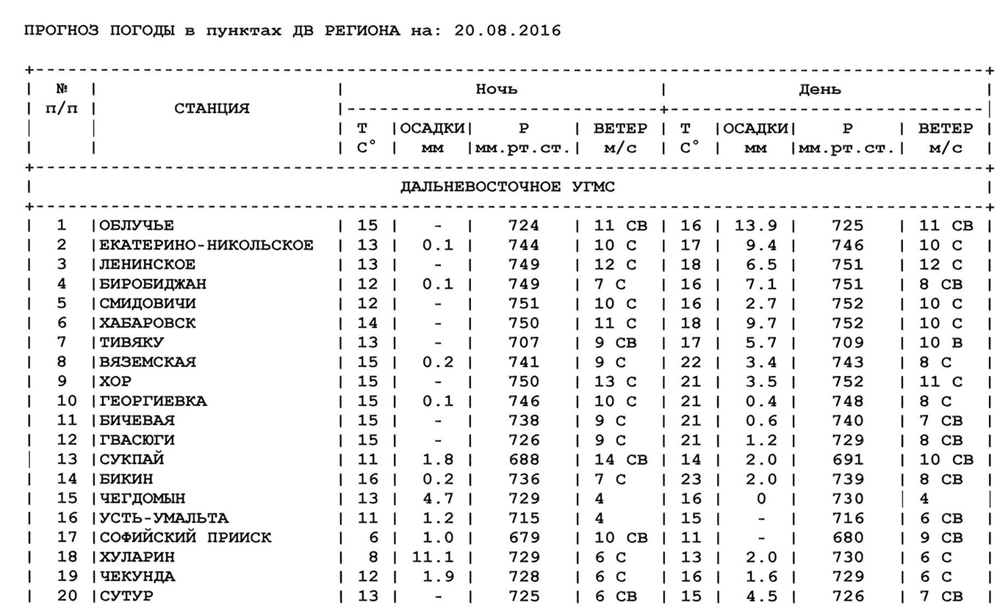 ПРОГНОЗ ПОГОДЫ в пунктах ДВ РЕГИОНА на: 20.08.2016
№ Ночь День
п/п СТАНЦИЯ
Т ОСАДКИ Р ВЕТЕР Т ОСАДКИ Р ВЕТЕР
С° мм мм.рт.ст. м/с С° мм мм.рт.ст. м/с
ДАЛЬНЕВОСТОЧНОЕ УГМС
1 ОБЛУЧЬЕ 15 - 724 11 СВ 16 13.9 725 11 СВ
2 ЕКАТЕРИНО-НИКОЛЬСКОЕ 13 0.1 744 10 С 17 9.4 746 10 С
3 ЛЕНИНСКОЕ 13 - 749 12 С 18 6.5 751 12 С
4 БИРОБИДЖАН 12 0.1 749 7 С 16 7.1 751 8 СВ
5 СМИДОВИЧИ 12 - 751 10 С 16 2.7 752 10 С
6 ХАБАРОВСК 14 - 750 11 С 18 9.7 752 10 С
7 ТИВЯКУ 13 - 707 9 СВ 17 5.7 709 10 В
8 ВЯЗЕМСКАЯ 15 0.2 741 9 С 22 3.4 743 8 С
9 ХОР 15 - 750 13 С 21 3.5 752 11 С
10 ГЕОРГИЕВКА 15 0.1 746 10 С 21 0.4 748 8 С
11 БИЧЕВАЯ 15 - 738 9 С 21 0.6 740 7 СВ
12 ГВАСЮГИ 15 - 726 9 С 21 1.2 729 8 СВ
13 СУКПАЙ 11 1.8 688 14 СВ 14 2.0 691 10 СВ
14 БИКИН 16 0.2 736 7 С 23 2.0 739 8 СВ
15 ЧЕГДОМЫН 13 4.7 729 4 16 0 730 4
16 УСТЬ-УМАЛЬТА 11 1.2 715 4 15 - 716 6 СВ
17 СОФИЙСКИЙ ПРИИСК 6 1.0 679 10 СВ 11 - 680 9 СВ
18 ХУЛАРИН 8 11.1 729 6 С 13 2.0 730 6 С
19 ЧЕКУНДА 12 1.9 728 6 С 16 1.6 729 6 С
20 СУТУР 13 - 725 6 СВ 15 4.5 726 7 СВ